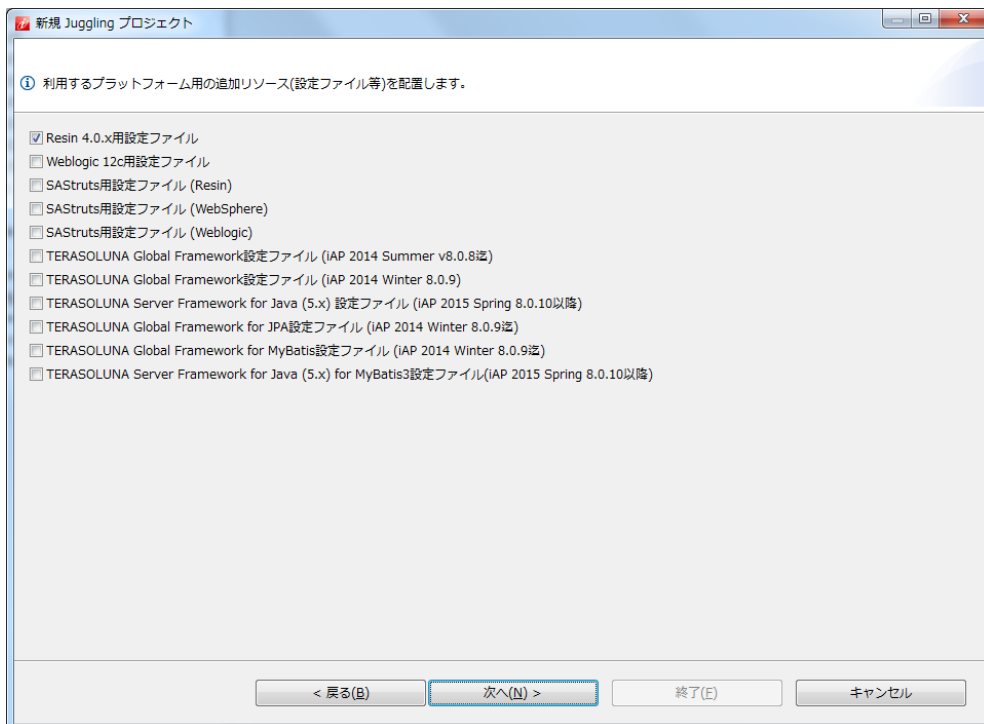 新規 Juggling プロジェクト
利用するプラットフォーム用の追加リソース(設定ファイル等)を配置します。
Resin 4.0.x用設定ファイル
Weblogic 12c用設定ファイル
SAStruts用設定ファイル (Resin)
SAStruts用設定ファイル (WebSphere)
SAStruts用設定ファイル (Weblogic)
TERASOLUNA Global Framework設定ファイル (iAP 2014 Summer v8.0.8迄)
TERASOLUNA Global Framework設定ファイル (iAP 2014 Winter 8.0.9)
TERASOLUNA Server Framework for Java (5.x) 設定ファイル (iAP 2015 Spring 8.0.10以降)
TERASOLUNA Global Framework for JPA設定ファイル (iAP 2014 Winter 8.0.9迄)
TERASOLUNA Global Framework for MyBatis設定ファイル (iAP 2014 Winter 8.0.9迄)
TERASOLUNA Server Framework for Java (5.x) for MyBatis3設定ファイル(iAP 2015 Spring 8.0.10以降)
< 戻る(B) 次へ(N) > 終了(F) キャンセル